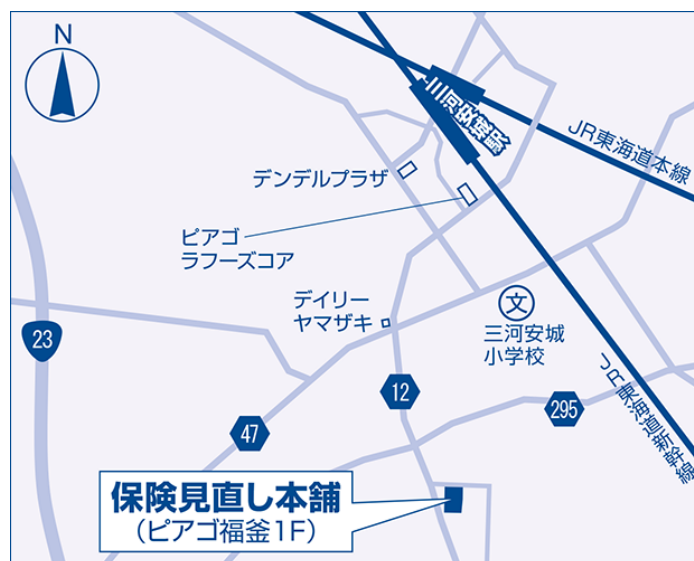 N
三河安城駅
JR東海道本線
デンデルプラザ
ピアゴ
ラフーズコア
デイリー
ヤマザキ
文
三河安城
小学校
23
12
295
47
JR東海道新幹線
保険見直し本舗
(ピアゴ福釜1F)